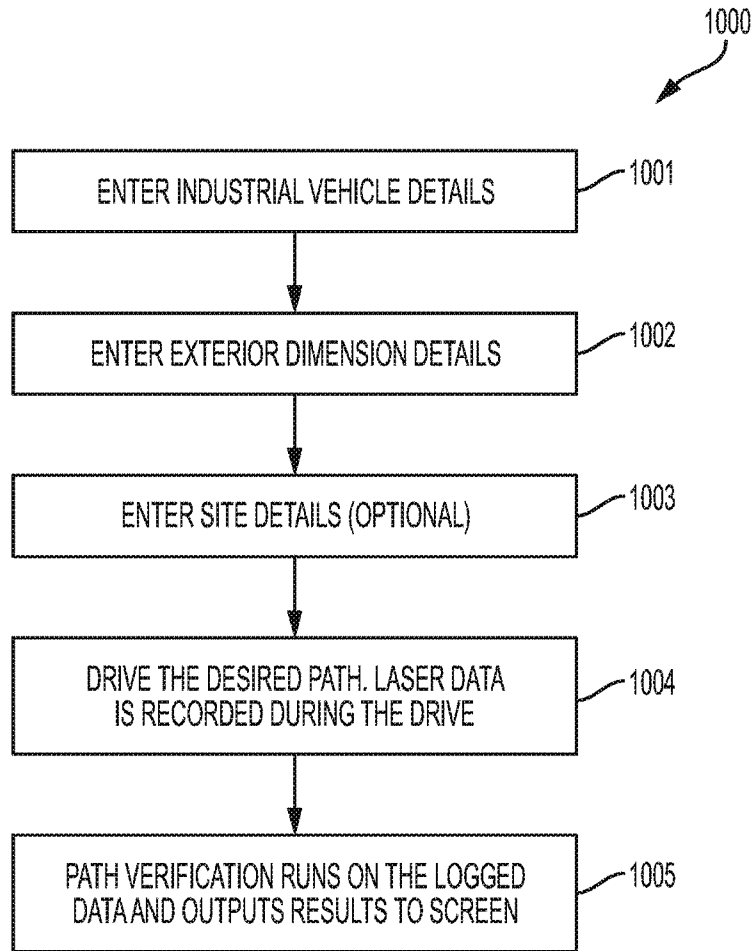 1000
ENTER INDUSTRIAL VEHICLE DETAILS
1001
ENTER EXTERIOR DIMENSION DETAILS
1002
ENTER SITE DETAILS (OPTIONAL)
1003
DRIVE THE DESIRED PATH. LASER DATA
IS RECORDED DURING THE DRIVE
1004
PATH VERIFICATION RUNS ON THE LOGGED
DATA AND OUTPUTS RESULTS TO SCREEN
1005